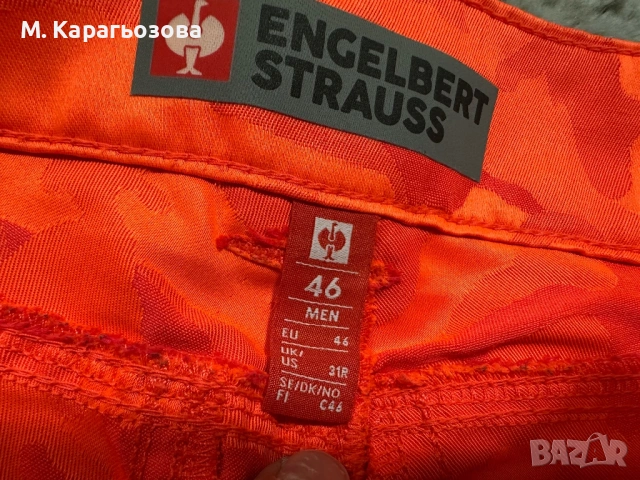 М. Карагьозова
ENGELBERT
STRAUSS
46
MEN
EU 46
UK/
US 31R
SE/DK/NO
FI C46
BAZAR